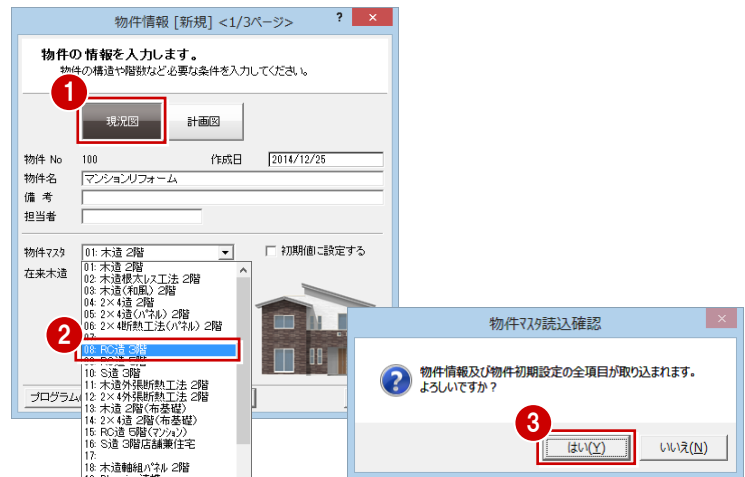 物件情報 [新規] <1/3ページ>
?
×
物件の情報を入力します。
物件の構造や階数など必要な条件を入力してください。
1
現況図
計画図
物件 No 100 作成日 2014/12/25
物件名 マンションリフォーム
備 考
担当者
物件マスタ 01: 木造 2階 初期値に設定する
在来木造
01: 木造 2階
02: 木造根太レス工法 2階
03: 木造(和風) 2階
04: 2×4造 2階
05: 2×4造(パネル) 2階
06: 2×4断熱工法(パネル) 2階
07:
2
08: RC造 3階
10: S造 3階
11: 木造外張断熱工法 2階
プログラム
12: 2×4外張断熱工法 2階
13: 木造 2階(布基礎)
14: 2×4造 2階(布基礎)
15: RC造 5階(マンション)
16: S造 3階店舗兼住宅
17:
18: 木造軸組パネル 2階
物件マスタ読込確認
×
物件情報及び物件初期設定の全項目が取り込まれます。
よろしいですか？
3
はい(Y)
いいえ(N)